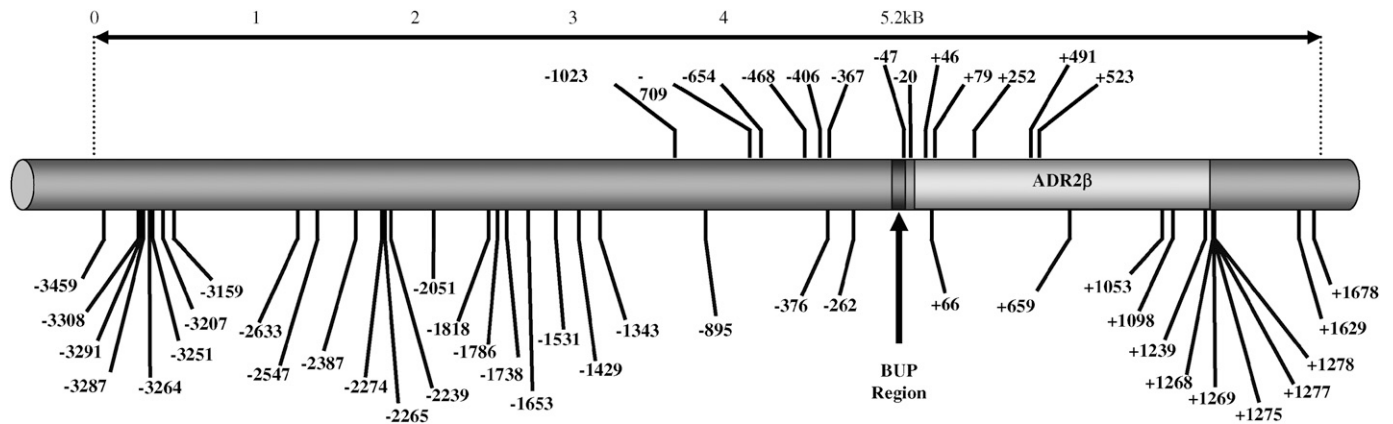 0 1 2 3 4 5.2kB
-47 +46 +491
-1023 - -654 -468 -406 -367 -20 +79 +252 +523
709
ADR2β
-3459 -3159 -2051 +1678
-3308 -3207 -2633 -1818 -1343 -895 -376 -262 +66 +659 +1053 +1629
-3291 -3251 -2547 -2387 -1786 -1531 +1098
-3287 -3264 -2274 -2239 -1738 -1429 BUP +1239 +1278
-2265 -1653 Region +1268 +1269 +1277
+1275